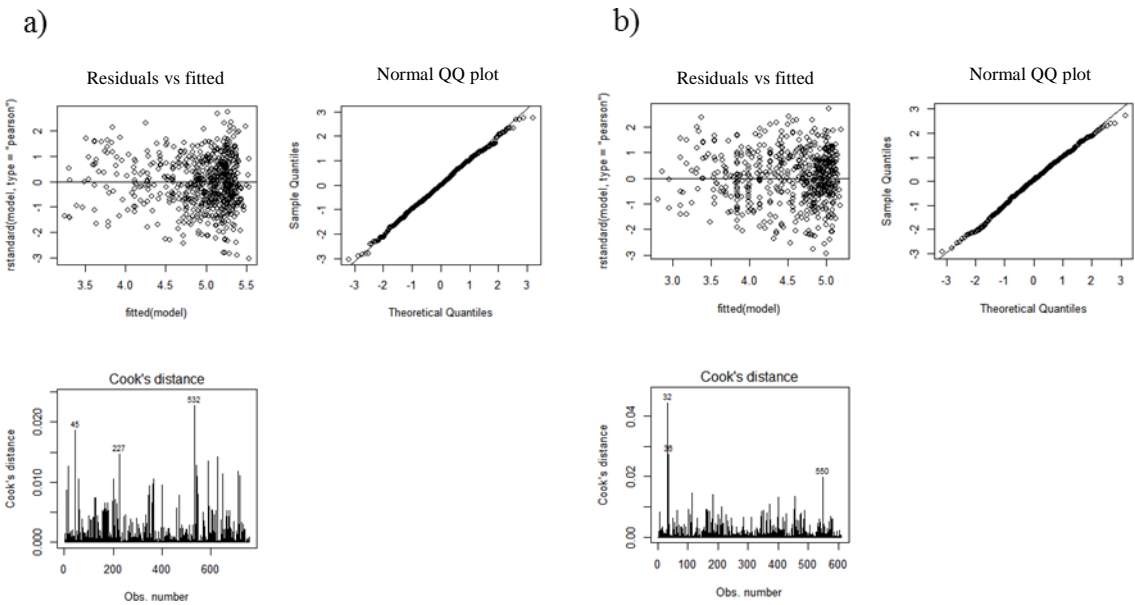 a)
Residuals vs fitted
rstandard(model, type = "pearson")
2
1
0
-1
-2
-3
3.5 4.0 4.5 5.0 5.5
fitted(model)
Normal QQ plot
Sample Quantiles
3
2
1
0
-1
-2
-3
-3 -2 -1 0 1 2 3
Theoretical Quantiles
Cook's distance
Cook's distance
0.020
0.010
0.000
45
227
532
0 200 400 600
Obs. number
b)
Residuals vs fitted
rstandard(model, type = "pearson")
2
1
0
-1
-2
-3
3.0 3.5 4.0 4.5 5.0
fitted(model)
Normal QQ plot
Sample Quantiles
3
2
1
0
-1
-2
-3
-3 -2 -1 0 1 2 3
Theoretical Quantiles
Cook's distance
Cook's distance
0.04
0.02
0.00
32
550
0 100 200 300 400 500 600
Obs. number